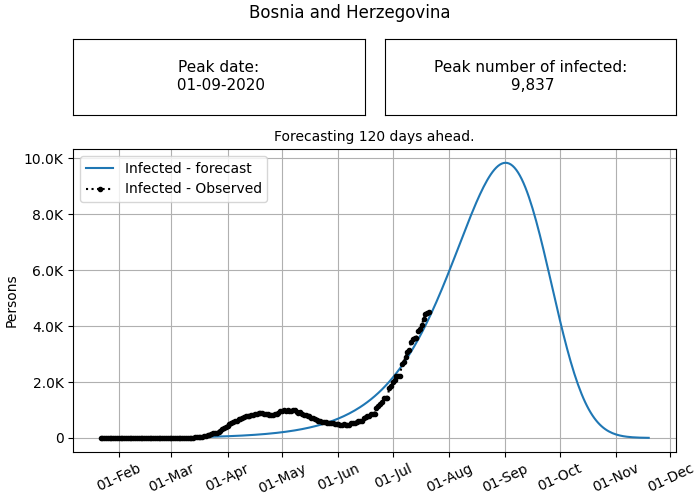 Bosnia and Herzegovina
Peak date:
01-09-2020
Peak number of infected:
9,837
Forecasting 120 days ahead.
Infected - forecast
Infected - Observed
Persons
10.0K
8.0K
6.0K
4.0K
2.0K
0
01-Feb
01-Mar
01-Apr
01-May
01-Jun
01-Jul
01-Aug
01-Sep
01-Oct
01-Nov
01-Dec